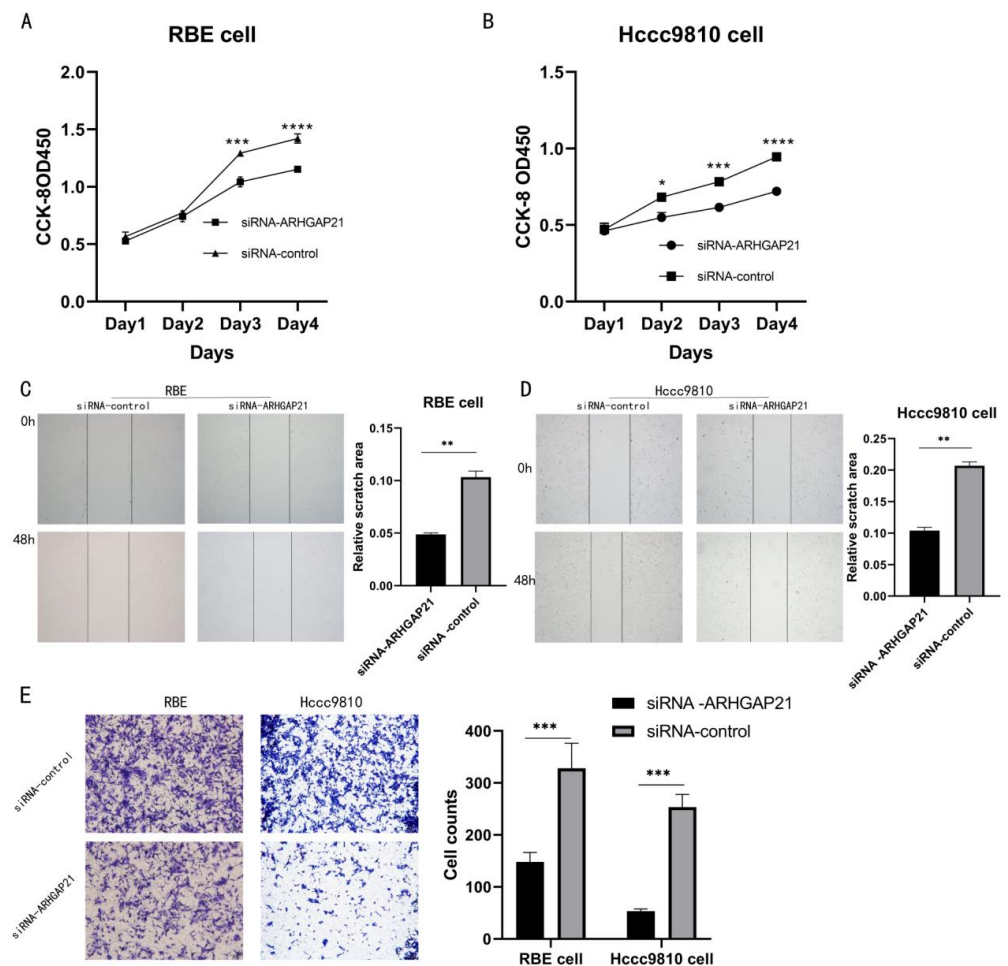 A
RBE cell
CCK-8OD450
2.0
1.5
1.0
0.5
0.0
***
****
siRNA-ARHGAP21
siRNA-control
Day1 Day2 Day3 Day4
Days
B
Hccc9810 cell
CCK-8 OD450
1.5
1.0
0.5
0.0
*
***
****
siRNA-ARHGAP21
siRNA-control
Day1 Day2 Day3 Day4
Days
C
RBE
siRNA-control siRNA-ARHGAP21
0h
48h
RBE cell
Relative scratch area
0.15
0.10
0.05
0.00
**
siRNA-ARHGAP21
siRNA -control
D
Hccc9810
siRNA-control siRNA-ARHGAP21
0h
48h
Hccc9810 cell
Relative scratch area
0.25
0.20
0.15
0.10
0.05
0.00
**
siRNA -ARHGAP21
siRNA-control
E
RBE Hccc9810
siRNA-control
siRNA-ARHGAP21
siRNA -ARHGAP21
siRNA-control
Cell counts
400
300
200
100
0
***
***
RBE cell Hccc9810 cell